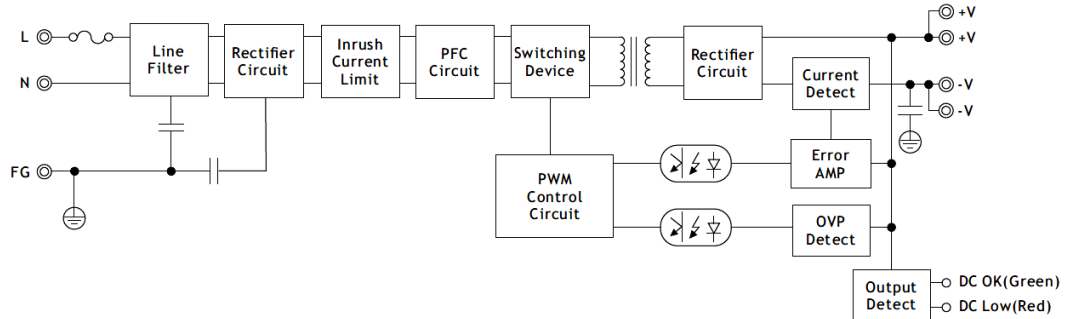 L
N
FG
Line
Filter
Rectifier
Circuit
Inrush
Current
Limit
PFC
Circuit
Switching
Device
Rectifier
Circuit
Current
Detect
+V
+V
-V
-V
PWM
Control
Circuit
Error
AMP
OVP
Detect
Output
Detect
DC OK(Green)
DC Low(Red)